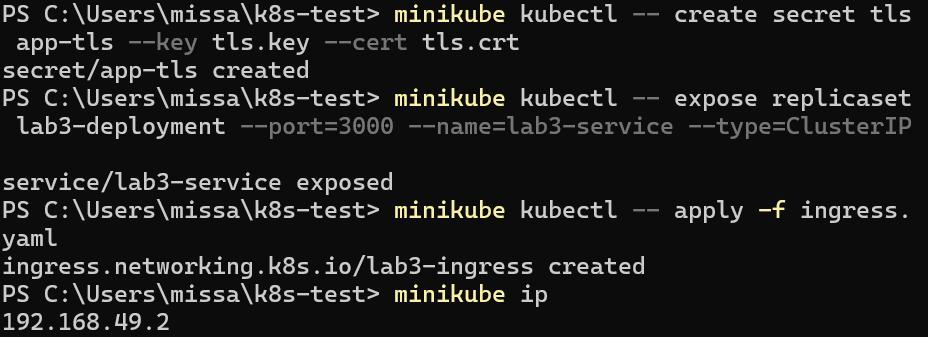 PS C:\Users\missa\k8s-test> minikube kubectl -- create secret tls
 app-tls --key tls.key --cert tls.crt
secret/app-tls created
PS C:\Users\missa\k8s-test> minikube kubectl -- expose replicaset
 lab3-deployment --port=3000 --name=lab3-service --type=ClusterIP
service/lab3-service exposed
PS C:\Users\missa\k8s-test> minikube kubectl -- apply -f ingress.
yaml
ingress.networking.k8s.io/lab3-ingress created
PS C:\Users\missa\k8s-test> minikube ip
192.168.49.2